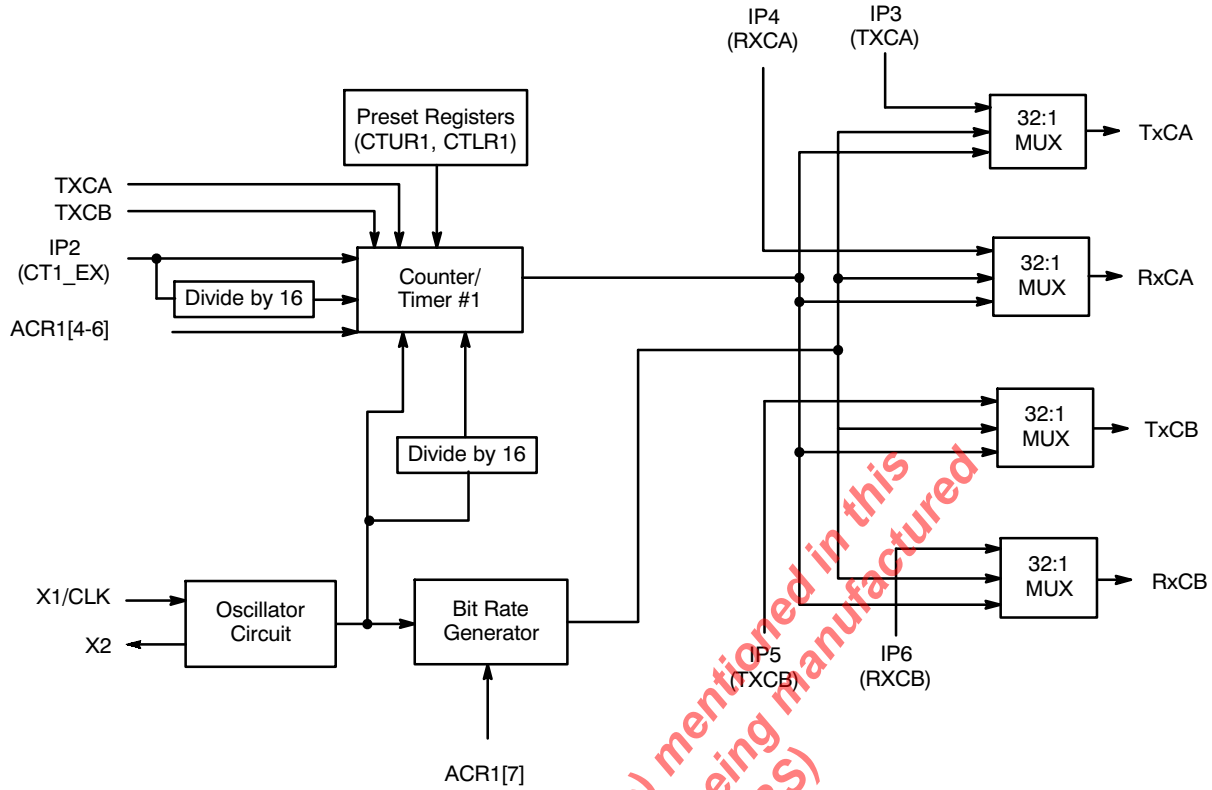 IP4
(RXCA)
IP3
(TXCA)
Preset Registers
(CTUR1, CTLR1)
32:1
MUX
TxCA
TXCA
TXCB
IP2
(CT1_EX)
Divide by 16
ACR1[4-6]
Counter/
Timer #1
32:1
MUX
RxCA
Divide by 16
32:1
MUX
TxCB
X1/CLK
X2
Oscillator
Circuit
Bit Rate
Generator
32:1
MUX
RxCB
IP5
(TXCB)
IP6
(RXCB)
ACR1[7]
mentioned in this
eing manufactured
S)